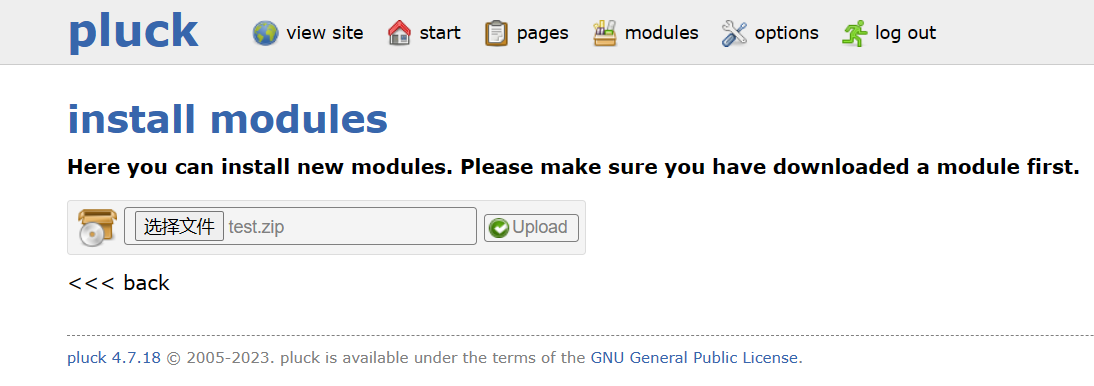 pluck view site start pages modules options log out
install modules
Here you can install new modules. Please make sure you have downloaded a module first.
选择文件 test.zip Upload
<<< back
pluck 4.7.18 © 2005-2023. pluck is available under the terms of the GNU General Public License.